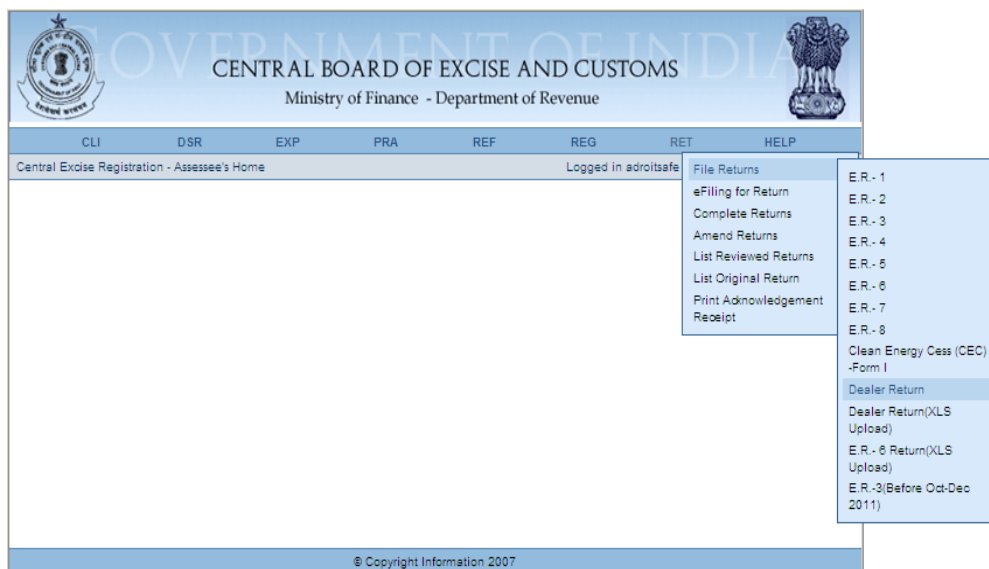 GOVERNMENT OF INDIA
CENTRAL BOARD OF EXCISE AND CUSTOMS
Ministry of Finance - Department of Revenue
CLI DSR EXP PRA REF REG RET HELP
Central Excise Registration - Assessee's Home Logged in adroitsafe
File Returns
eFiling for Return
Complete Returns
Amend Returns
List Reviewed Returns
List Original Return
Print Acknowledgement
Receipt
E.R.- 1
E.R.- 2
E.R.- 3
E.R.- 4
E.R.- 5
E.R.- 6
E.R.- 7
E.R.- 8
Clean Energy Cess (CEC)
-Form I
Dealer Return
Dealer Return(XLS
Upload)
E.R.- 6 Return(XLS
Upload)
E.R.-3(Before Oct-Dec
2011)
© Copyright Information 2007